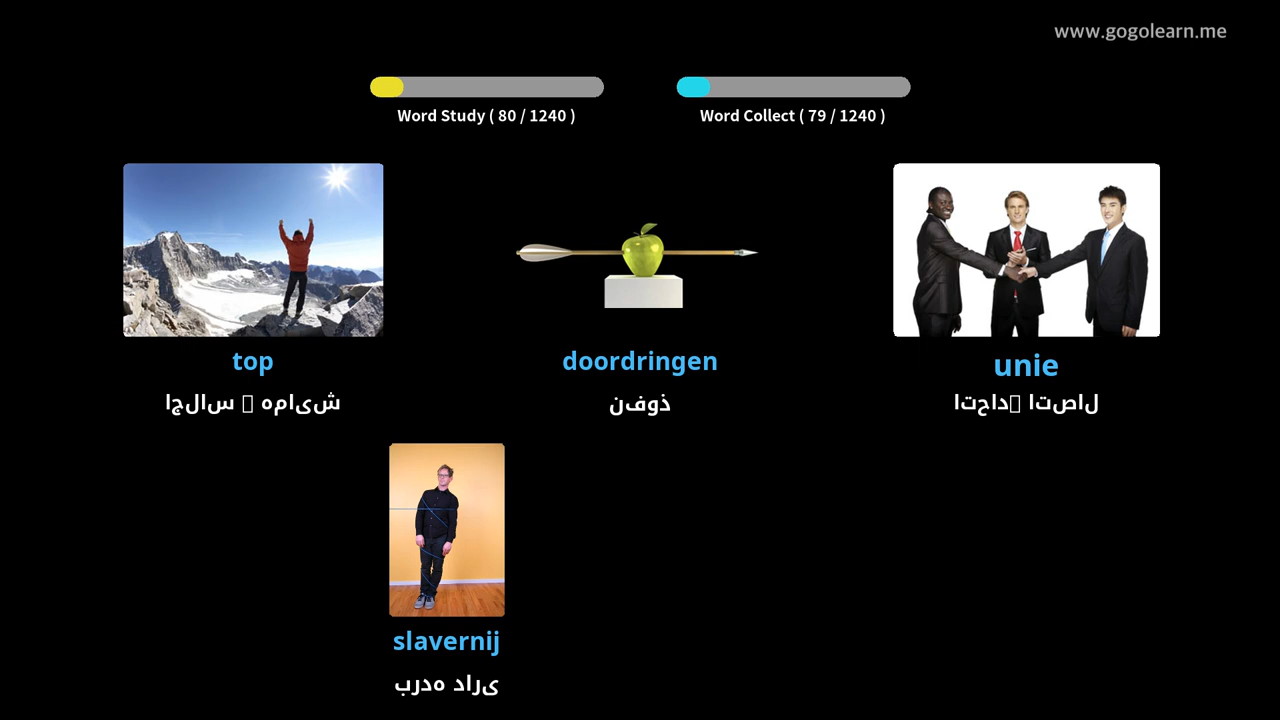 www.gogolearn.me
Word Study ( 80 / 1240 )
Word Collect ( 79 / 1240 )
top
doordringen
unie
اجلاس □ همایش
نفوذ
اتحاد□ اتصال
slavernij
برده داری